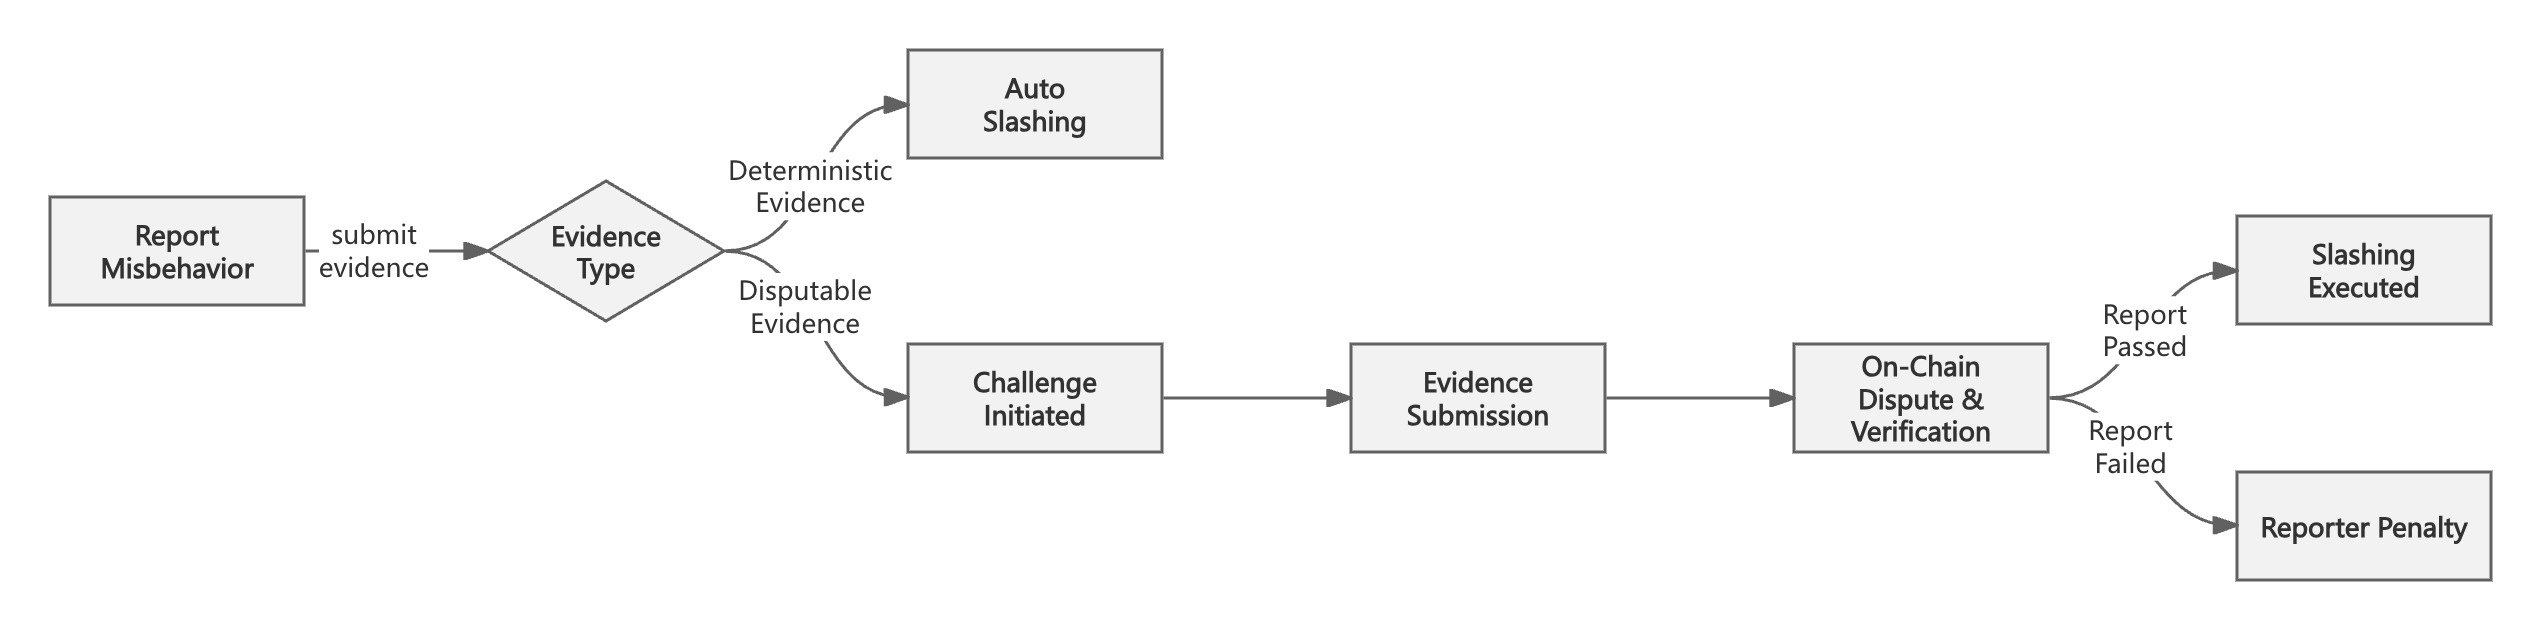 Report
Misbehavior
submit
evidence
Evidence
Type
Deterministic
Evidence
Auto
Slashing
Disputable
Evidence
Challenge
Initiated
Evidence
Submission
On-Chain
Dispute &
Verification
Report
Passed
Slashing
Executed
Report
Failed
Reporter Penalty